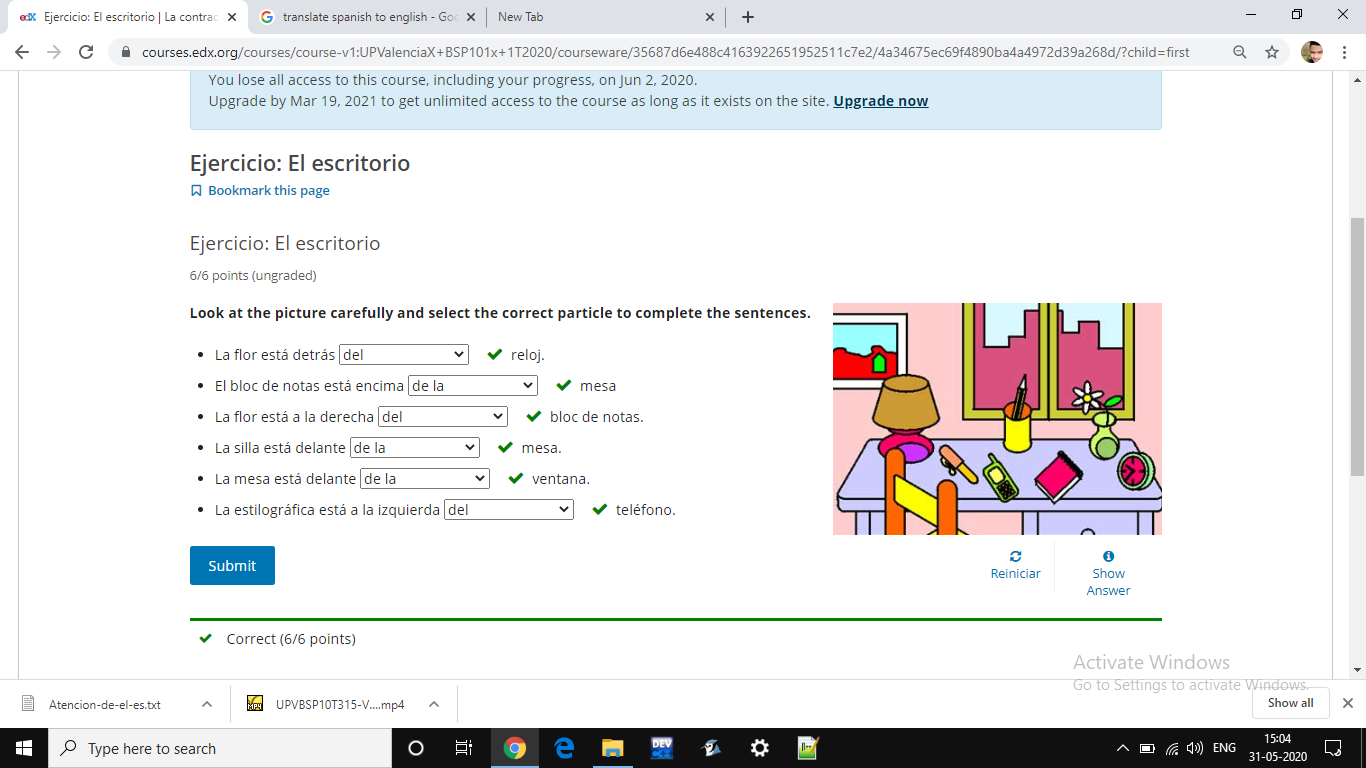 Ejercicio: El escritorio | La contrac
translate spanish to english - Goo
New Tab
courses.edx.org/courses/course-v1:UPValenciaX+BSP101x+1T2020/courseware/35687d6e488c4163922651952511c7e2/4a34675ec69f4890ba4a4972d39a268d/?child=first
You lose all access to this course, including your progress, on Jun 2, 2020.
Upgrade by Mar 19, 2021 to get unlimited access to the course as long as it exists on the site. Upgrade now
Ejercicio: El escritorio
Bookmark this page
Ejercicio: El escritorio
6/6 points (ungraded)
Look at the picture carefully and select the correct particle to complete the sentences.
La flor está detrás del reloj.
El bloc de notas está encima de la mesa
La flor está a la derecha del bloc de notas.
La silla está delante de la mesa.
La mesa está delante de la ventana.
La estilográfica está a la izquierda del teléfono.
Submit
Reiniciar
Show Answer
Correct (6/6 points)
Activate Windows
Go to Settings to activate Windows.
Atencion-de-el-es.txt
UPVBSP10T315-V....mp4
Show all
Type here to search
DEV
ENG
15:04
31-05-2020